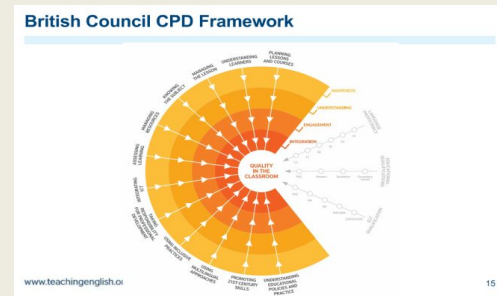 British Council CPD Framework
PLANNING
LESSONS
AND COURSES
UNDERSTANDING
LEARNERS
MANAGING
THE LESSON
KNOWING
THE SUBJECT
MANAGING
RESOURCES
ASSESSING
LEARNING
INTEGRATING
ICT
TAKING
RESPONSIBILITY
FOR PROFESSIONAL
DEVELOPMENT
USING INCLUSIVE
PRACTICES
USING
MULTILINGUAL
APPROACHES
PROMOTING
21ST CENTURY
SKILLS
UNDERSTANDING
EDUCATIONAL
POLICIES AND
PRACTICE
AWARENESS
UNDERSTANDING
ENGAGEMENT
INTEGRATION
QUALITY
IN THE
CLASSROOM
www.teachingenglish.o
15